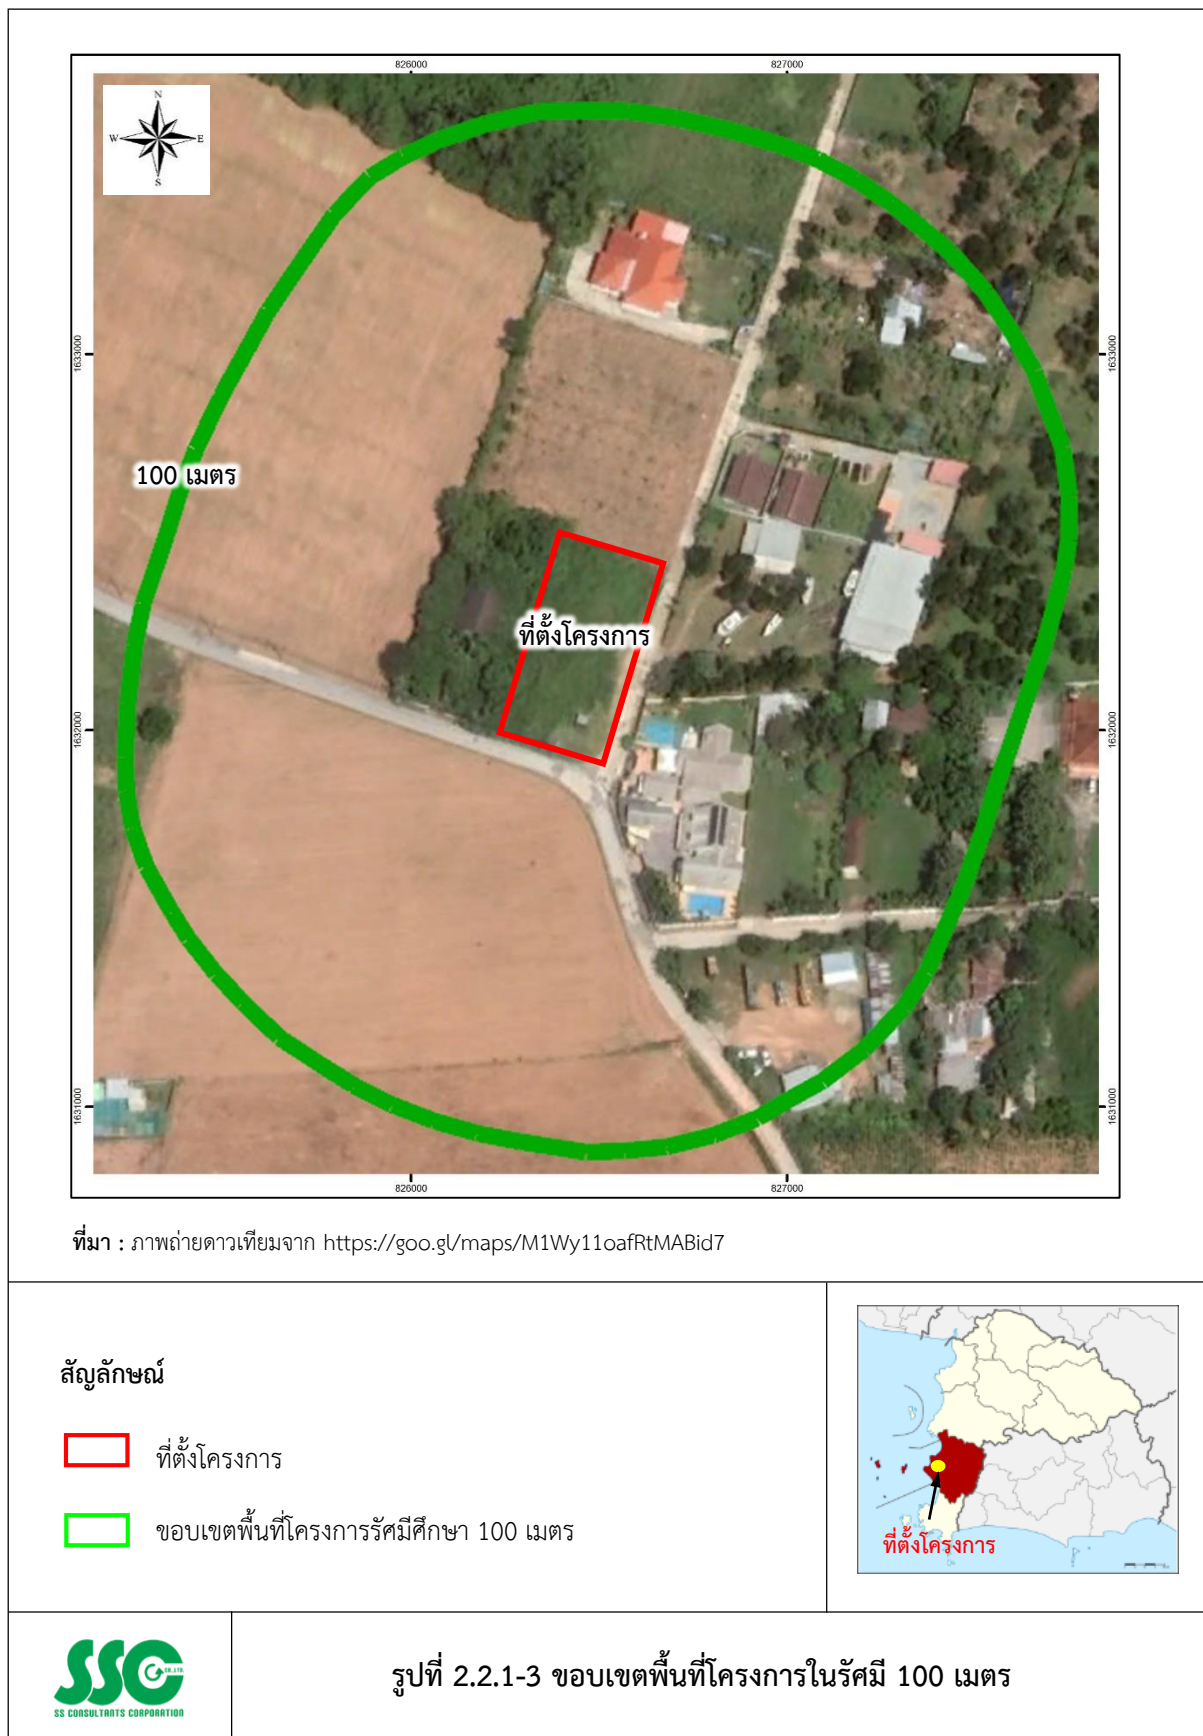 826000 827000
N
W E
S
1633000 1633000
100 เมตร
ที่ตั้งโครงการ
1632000 1632000
1631000 1631000
826000 827000
ที่มา : ภาพถ่ายดาวเทียมจาก https://goo.gl/maps/M1Wy11oafRtMABid7
สัญลักษณ์
ที่ตั้งโครงการ
ขอบเขตพื้นที่โครงการรัศมีศึกษา 100 เมตร
ที่ตั้งโครงการ
SSC CO.,LTD.
SS CONSULTANTS CORPORATION
รูปที่ 2.2.1-3 ขอบเขตพื้นที่โครงการในรัศมี 100 เมตร